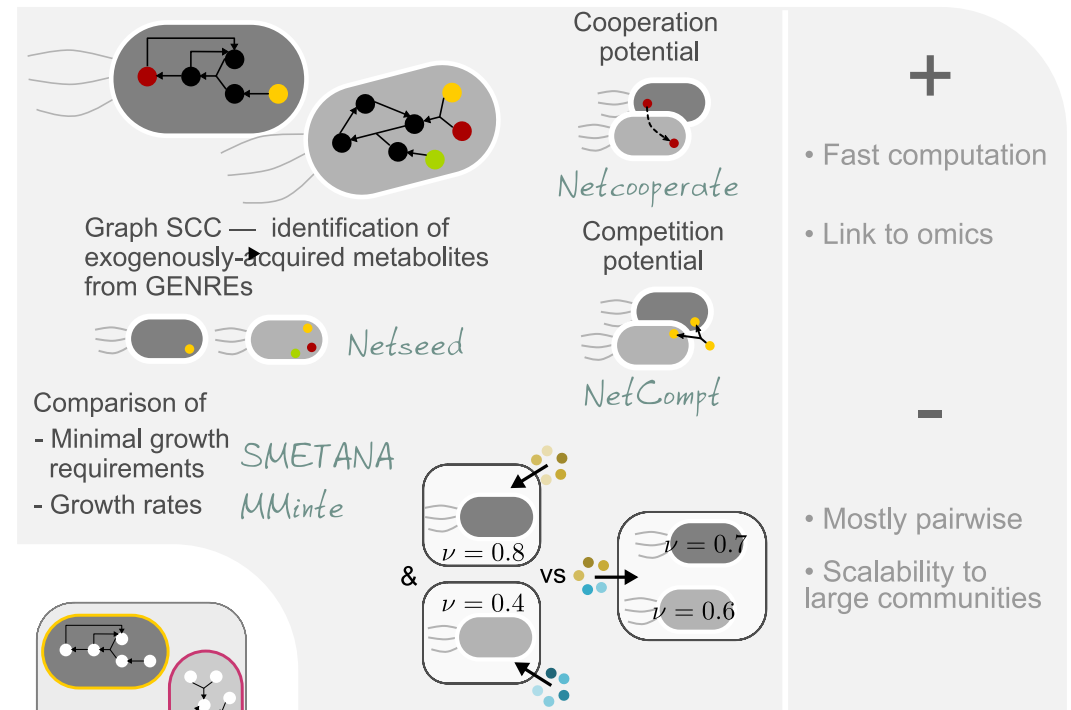 Cooperation
potential
Netcooperate
Graph SCC — identification of
exogenously-acquired metabolites
from GENREs
Netseed
Competition
potential
NetCompt
Comparison of
- Minimal growth
requirements
SMETANA
- Growth rates
MMinte
ν = 0.8
&
ν = 0.4
vs
ν = 0.7
ν = 0.6
+
• Fast computation
• Link to omics
-
• Mostly pairwise
• Scalability to
large communities